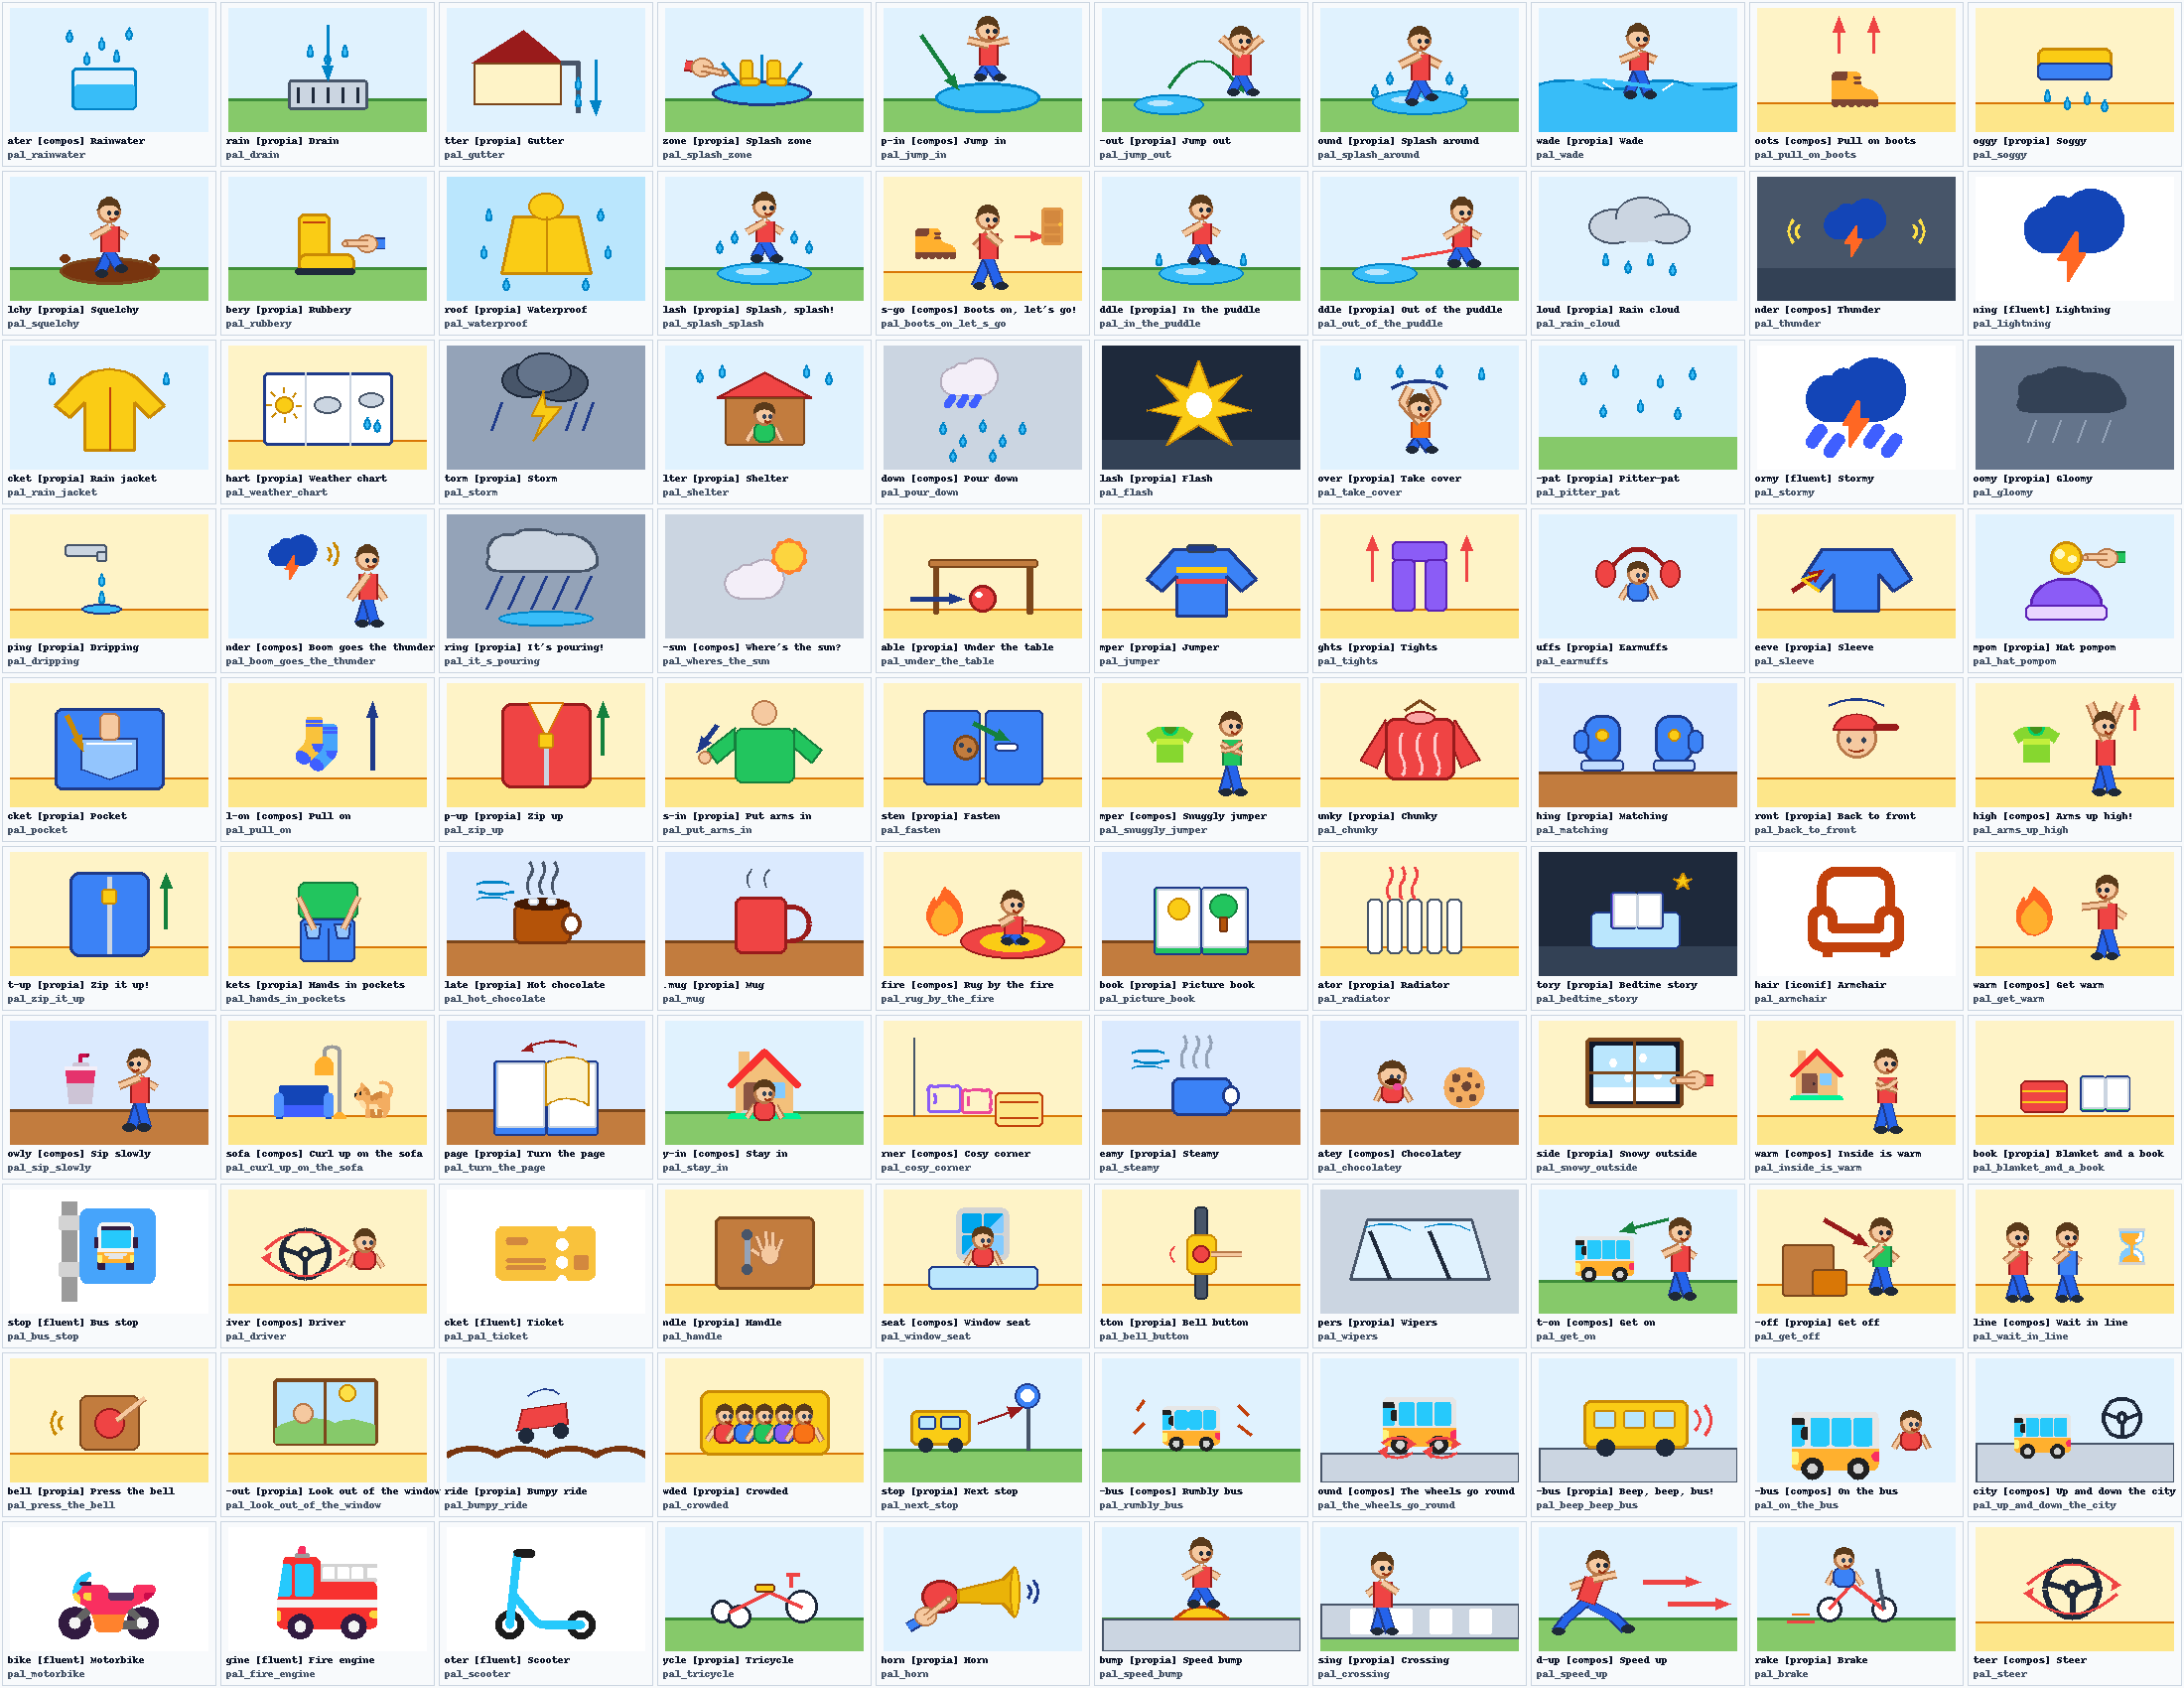 ater [compos] Rainwater
pal_rainwater
rain [propia] Drain
pal_drain
tter [propia] Gutter
pal_gutter
zone [propia] Splash zone
pal_splash_zone
p-in [compos] Jump in
pal_jump_in
-out [propia] Jump out
pal_jump_out
ound [propia] Splash around
pal_splash_around
wade [propia] Wade
pal_wade
oots [compos] Pull on boots
pal_pull_on_boots
oggy [propia] Soggy
pal_soggy
lchy [propia] Squelchy
pal_squelchy
bery [propia] Rubbery
pal_rubbery
roof [propia] Waterproof
pal_waterproof
lash [propia] Splash, splash!
pal_splash_splash
s-go [compos] Boots on, let's go!
pal_boots_on_let_s_go
ddle [propia] In the puddle
pal_in_the_puddle
ddle [propia] Out of the puddle
pal_out_of_the_puddle
loud [propia] Rain cloud
pal_rain_cloud
nder [compos] Thunder
pal_thunder
ning [fluent] Lightning
pal_lightning
cket [propia] Rain jacket
pal_rain_jacket
hart [propia] Weather chart
pal_weather_chart
torm [propia] Storm
pal_storm
lter [propia] Shelter
pal_shelter
down [compos] Pour down
pal_pour_down
lash [propia] Flash
pal_flash
over [propia] Take cover
pal_take_cover
-pat [propia] Pitter-pat
pal_pitter_pat
ormy [fluent] Stormy
pal_stormy
oomy [propia] Gloomy
pal_gloomy
ping [propia] Dripping
pal_dripping
nder [compos] Boom goes the thunder
pal_boom_goes_the_thunder
ring [propia] It's pouring!
pal_it_s_pouring
-sun [compos] Where's the sun?
pal_wheres_the_sun
able [propia] Under the table
pal_under_the_table
mper [propia] Jumper
pal_jumper
ghts [propia] Tights
pal_tights
uffs [propia] Earmuffs
pal_earmuffs
eeve [propia] Sleeve
pal_sleeve
mpom [propia] Hat pompom
pal_hat_pompom
cket [propia] Pocket
pal_pocket
l-on [compos] Pull on
pal_pull_on
p-up [propia] Zip up
pal_zip_up
s-in [propia] Put arms in
pal_put_arms_in
sten [propia] Fasten
pal_fasten
mper [compos] Snuggly jumper
pal_snuggly_jumper
unky [propia] Chunky
pal_chunky
hing [propia] Matching
pal_matching
ront [propia] Back to front
pal_back_to_front
high [compos] Arms up high!
pal_arms_up_high
t-up [propia] Zip it up!
pal_zip_it_up
kets [propia] Hands in pockets
pal_hands_in_pockets
late [propia] Hot chocolate
pal_hot_chocolate
.mug [propia] Mug
pal_mug
fire [compos] Rug by the fire
pal_rug_by_the_fire
book [propia] Picture book
pal_picture_book
ator [propia] Radiator
pal_radiator
tory [propia] Bedtime story
pal_bedtime_story
hair [iconif] Armchair
pal_armchair
warm [compos] Get warm
pal_get_warm
owly [compos] Sip slowly
pal_sip_slowly
sofa [compos] Curl up on the sofa
pal_curl_up_on_the_sofa
page [propia] Turn the page
pal_turn_the_page
y-in [compos] Stay in
pal_stay_in
rner [compos] Cosy corner
pal_cosy_corner
eamy [propia] Steamy
pal_steamy
atey [compos] Chocolatey
pal_chocolatey
side [propia] Snowy outside
pal_snowy_outside
warm [compos] Inside is warm
pal_inside_is_warm
book [propia] Blanket and a book
pal_blanket_and_a_book
stop [fluent] Bus stop
pal_bus_stop
iver [compos] Driver
pal_driver
cket [fluent] Ticket
pal_pal_ticket
ndle [propia] Handle
pal_handle
seat [compos] Window seat
pal_window_seat
tton [propia] Bell button
pal_bell_button
pers [propia] Wipers
pal_wipers
t-on [compos] Get on
pal_get_on
-off [propia] Get off
pal_get_off
line [compos] Wait in line
pal_wait_in_line
bell [propia] Press the bell
pal_press_the_bell
-out [propia] Look out of the window
pal_look_out_of_the_window
ride [propia] Bumpy ride
pal_bumpy_ride
wded [propia] Crowded
pal_crowded
stop [propia] Next stop
pal_next_stop
-bus [compos] Rumbly bus
pal_rumbly_bus
ound [compos] The wheels go round
pal_the_wheels_go_round
-bus [propia] Beep, beep, bus!
pal_beep_beep_bus
-bus [compos] On the bus
pal_on_the_bus
city [compos] Up and down the city
pal_up_and_down_the_city
bike [fluent] Motorbike
pal_motorbike
gine [fluent] Fire engine
pal_fire_engine
oter [fluent] Scooter
pal_scooter
ycle [propia] Tricycle
pal_tricycle
horn [propia] Horn
pal_horn
bump [propia] Speed bump
pal_speed_bump
sing [propia] Crossing
pal_crossing
d-up [compos] Speed up
pal_speed_up
rake [propia] Brake
pal_brake
teer [compos] Steer
pal_steer